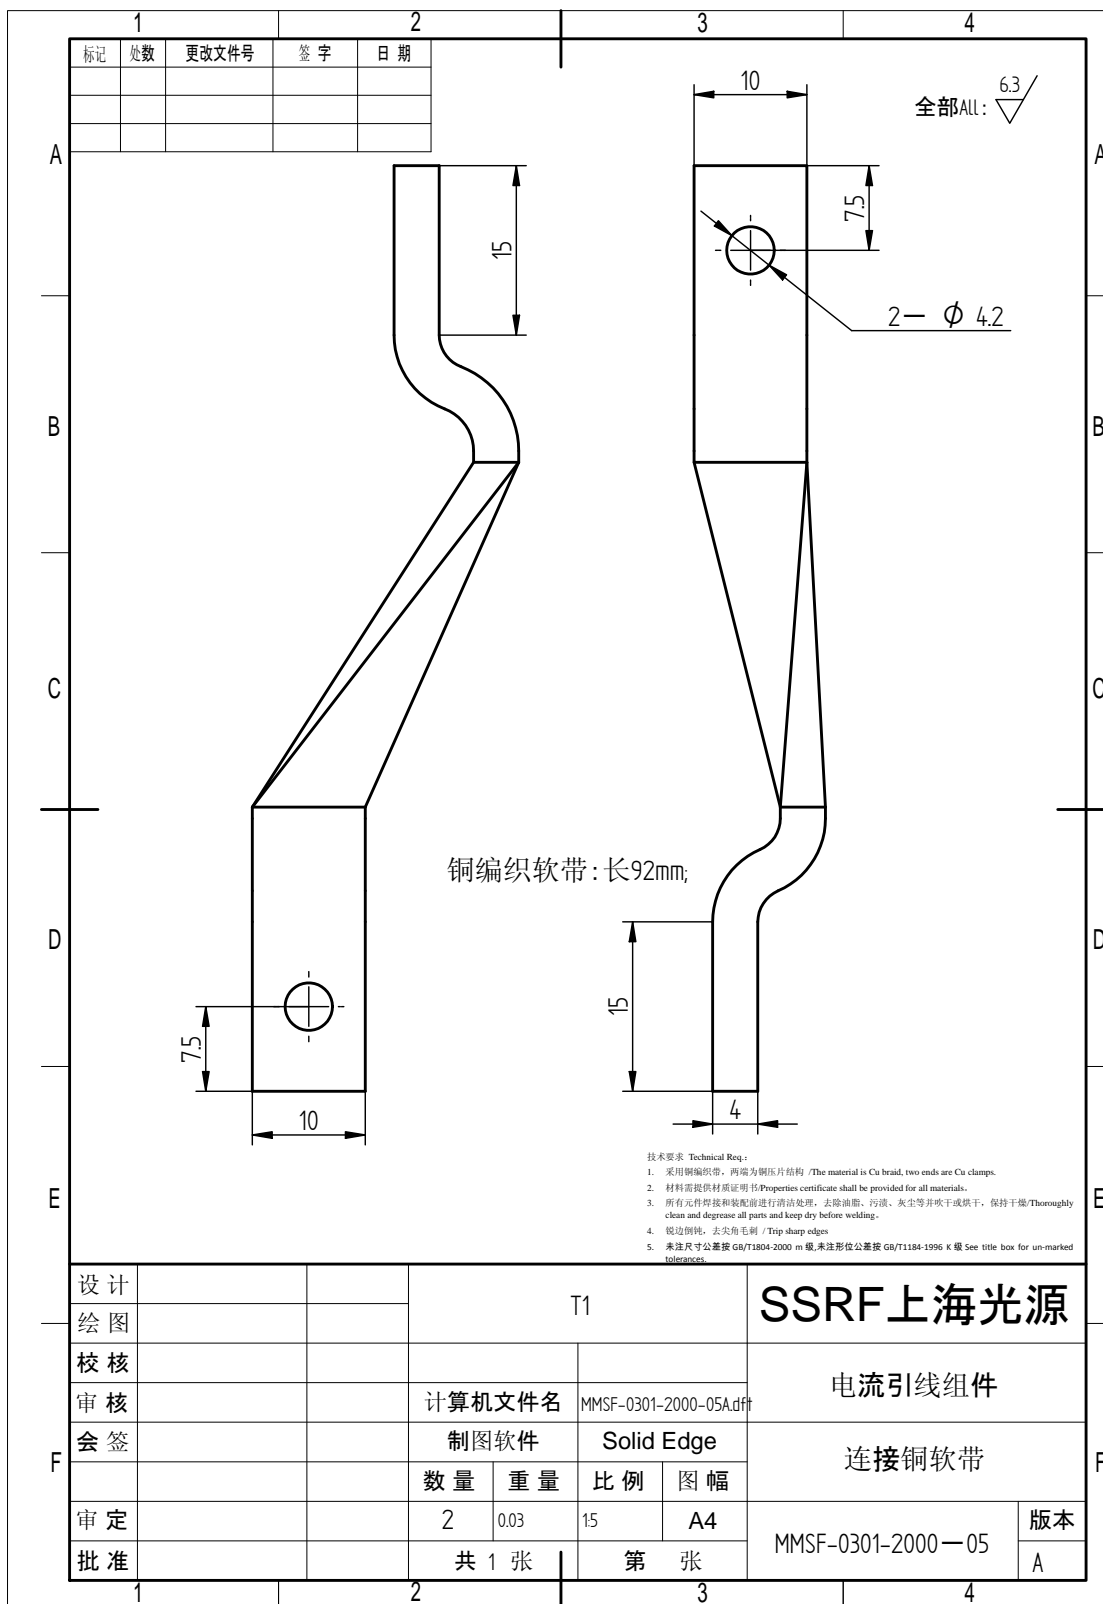 1 2 3 4
标记 处数 更改文件号 签 字 日 期
10
全部All: 6.3
A A
15
7.5
2— Φ 4.2
B B
C C
铜编织软带:长92mm;
D D
15
7.5
10
4
技术要求 Technical Req.:
1. 采用铜编织带，两端为铜压片结构 /The material is Cu braid, two ends are Cu clamps.
2. 材料需提供材质证明书/Properties certificate shall be provided for all materials.
3. 所有元件焊接和装配前进行清洁处理，去除油脂、污渍、灰尘等并吹干或烘干，保持干燥/Thoroughly
clean and degrease all parts and keep dry before welding.
4. 锐边倒钝，去尖角毛刺 / Trip sharp edges
5. 未注尺寸公差按 GB/T1804-2000 m 级,未注形位公差按 GB/T1184-1996 K 级 See title box for un-marked
tolerances.
E E
设 计
T1
SSRF上海光源
绘 图
校 核
电流引线组件
审 核 计算机文件名 MMSF-0301-2000-05A.dft
会 签 制图软件 Solid Edge
连接铜软带
F F
数 量 重 量 比 例 图 幅
审 定 2 0.03 1:5 A4
MMSF-0301-2000—05
版本
批 准 共 1 张 第 张
A
1 2 3 4